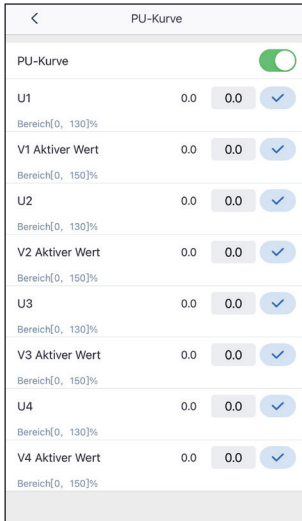 PU-Kurve
PU-Kurve
U1 0.0 0.0
Bereich[0, 130]%
V1 Aktiver Wert 0.0 0.0
Bereich[0, 150]%
U2 0.0 0.0
Bereich[0, 130]%
V2 Aktiver Wert 0.0 0.0
Bereich[0, 150]%
U3 0.0 0.0
Bereich[0, 130]%
V3 Aktiver Wert 0.0 0.0
Bereich[0, 150]%
U4 0.0 0.0
Bereich[0, 130]%
V4 Aktiver Wert 0.0 0.0
Bereich[0, 150]%